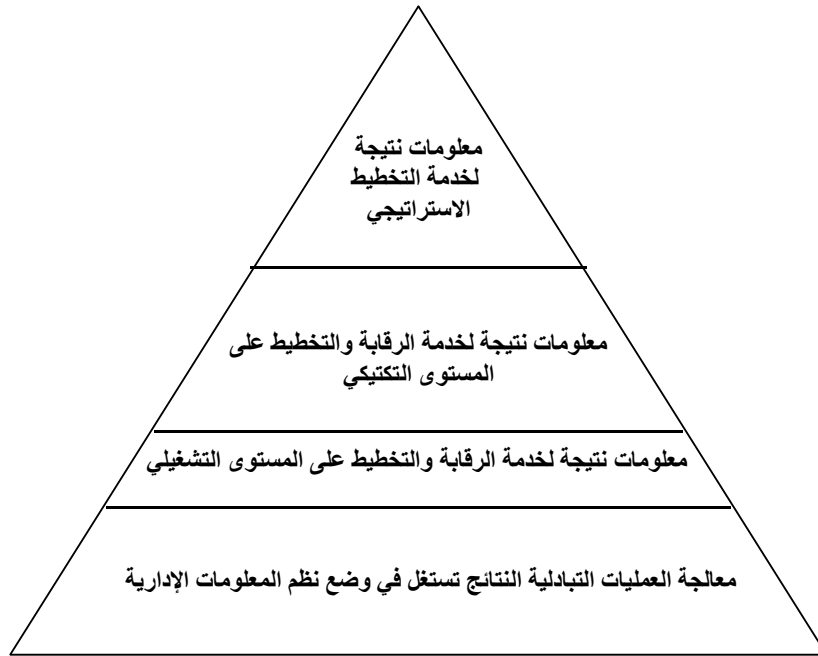 معلومات نتيجة
لخدمة التخطيط
الاستراتيجي
معلومات نتيجة لخدمة الرقابة والتخطيط على
المستوى التكتيكي
معلومات نتيجة لخدمة الرقابة والتخطيط على المستوى التشغيلي
معالجة العمليات التبادلية النتائج تستغل في وضع نظم المعلومات الإدارية